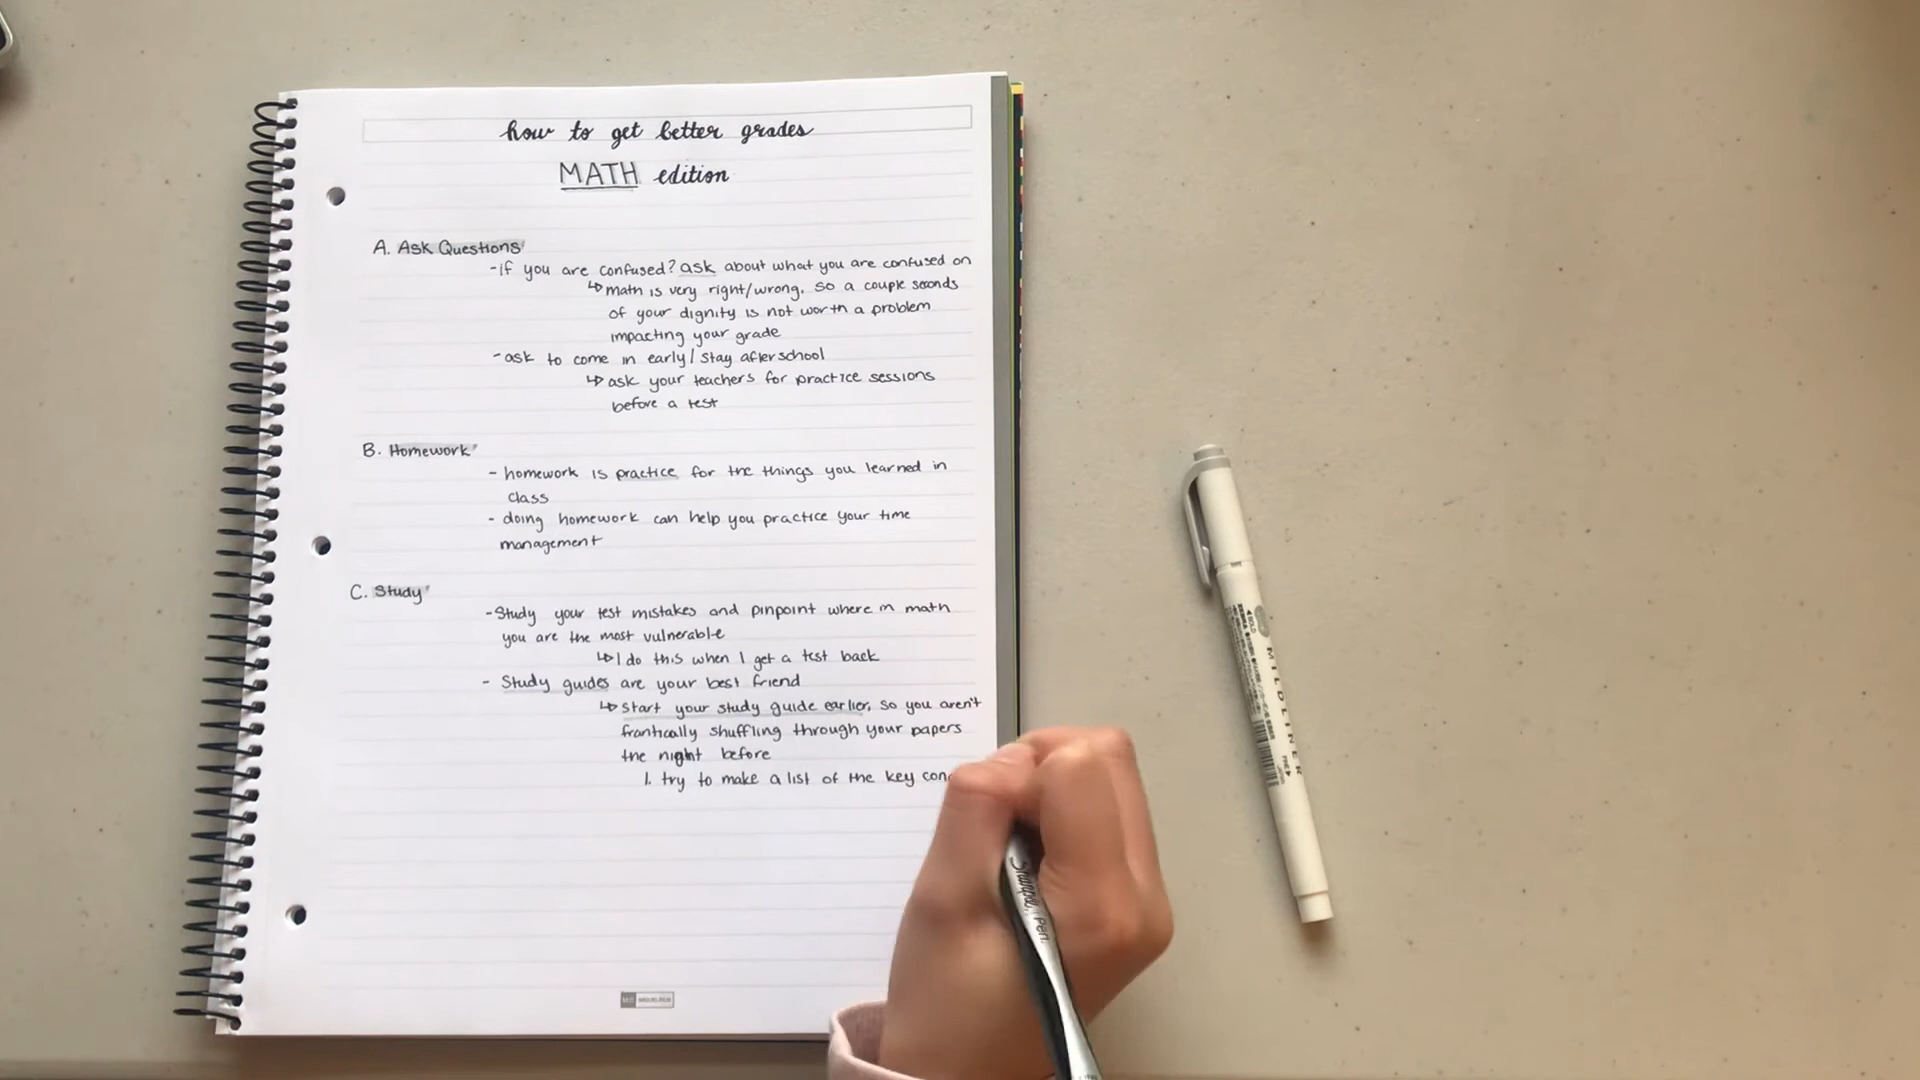 how to get better grades
MATH edition
A. Ask Questions
-if you are confused? ask about what you are confused on
↳ math is very right/wrong. so a couple seconds
of your dignity is not worth a problem
impacting your grade
-ask to come in early/stay afterschool
↳ ask your teachers for practice sessions
before a test
B. Homework
- homework is practice for the things you learned in
class
- doing homework can help you practice your time
management
C. Study
-Study your test mistakes and pinpoint where in math
you are the most vulnerable
↳ I do this when I get a test back
- Study guides are your best friend
↳ start your study guide earlier, so you aren't
frantically shuffling through your papers
the night before
1. try to make a list of the key con
Sharpie. Pen.
MILDLINER